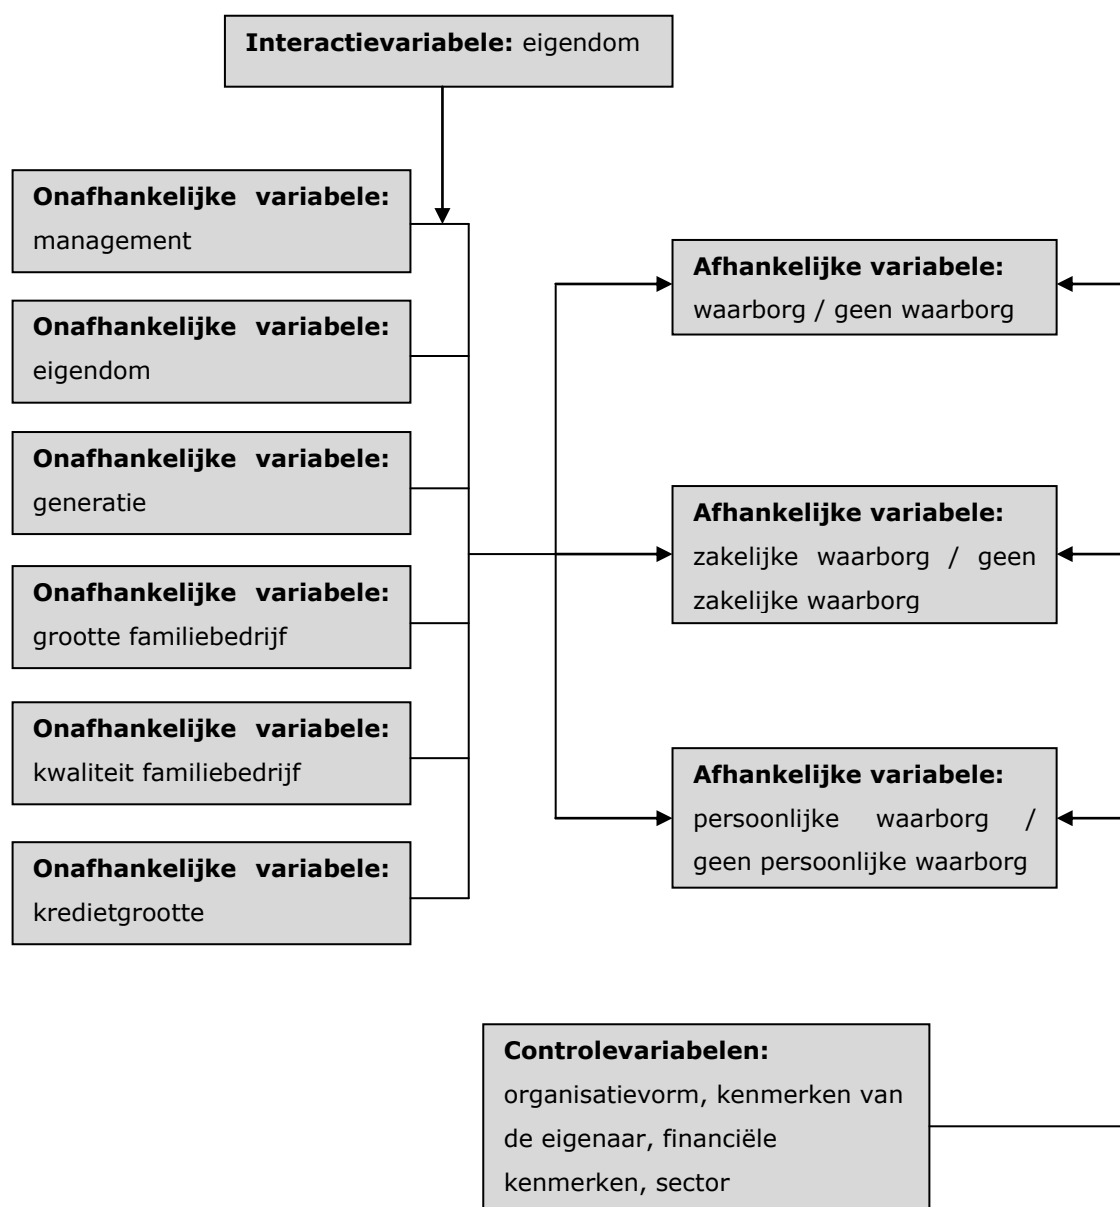 Interactievariabele: eigendom
Onafhankelijke variabele:
management
Onafhankelijke variabele:
eigendom
Onafhankelijke variabele:
generatie
Onafhankelijke variabele:
grootte familiebedrijf
Onafhankelijke variabele:
kwaliteit familiebedrijf
Onafhankelijke variabele:
kredietgrootte
Afhankelijke variabele:
waarborg / geen waarborg
Afhankelijke variabele:
zakelijke waarborg / geen
zakelijke waarborg
Afhankelijke variabele:
persoonlijke waarborg /
geen persoonlijke waarborg
Controlevariabelen:
organisatievorm, kenmerken van
de eigenaar, financiële
kenmerken, sector